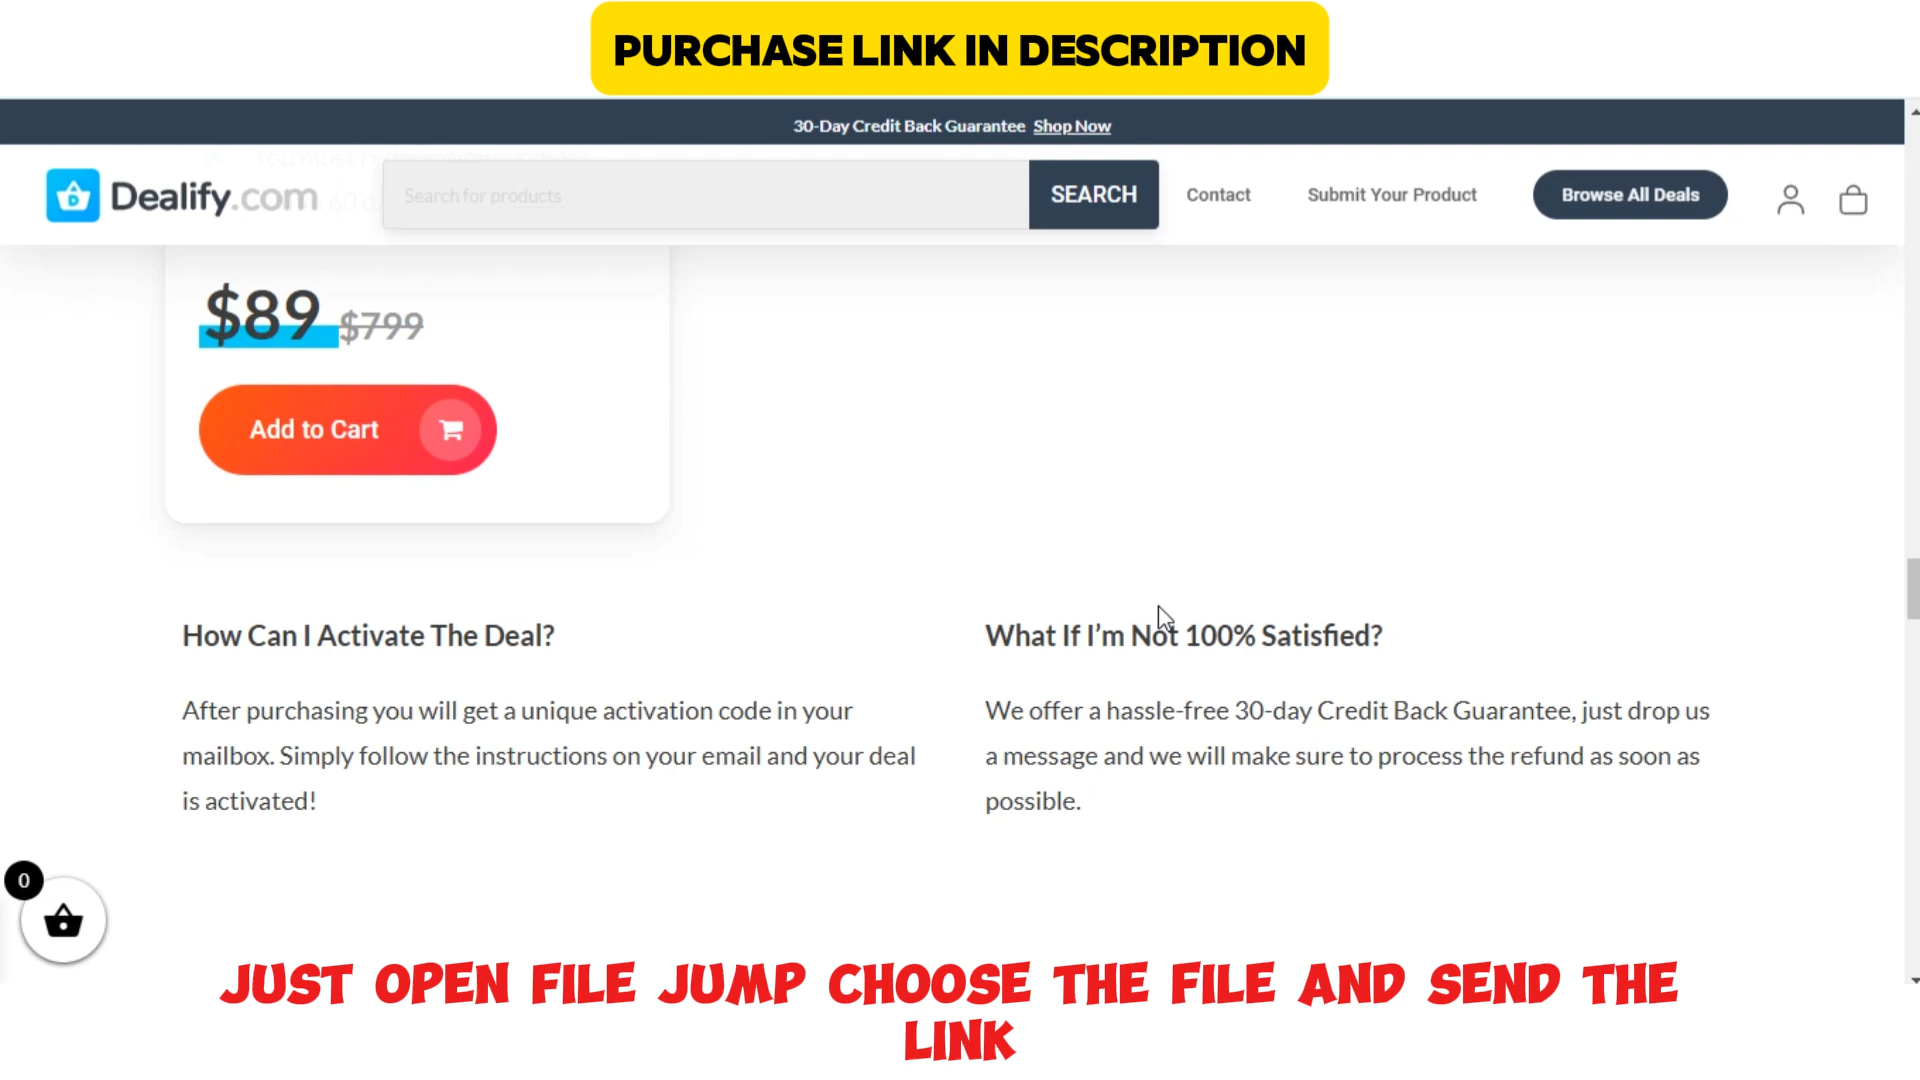 PURCHASE LINK IN DESCRIPTION
30-Day Credit Back Guarantee Shop Now
Dealify.com
Search for products
SEARCH
Contact
Submit Your Product
Browse All Deals
$89 $799
Add to Cart
How Can I Activate The Deal?
After purchasing you will get a unique activation code in your
mailbox. Simply follow the instructions on your email and your deal
is activated!
What If I’m Not 100% Satisfied?
We offer a hassle-free 30-day Credit Back Guarantee, just drop us
a message and we will make sure to process the refund as soon as
possible.
0
JUST OPEN FILE JUMP CHOOSE THE FILE AND SEND THE
LINK